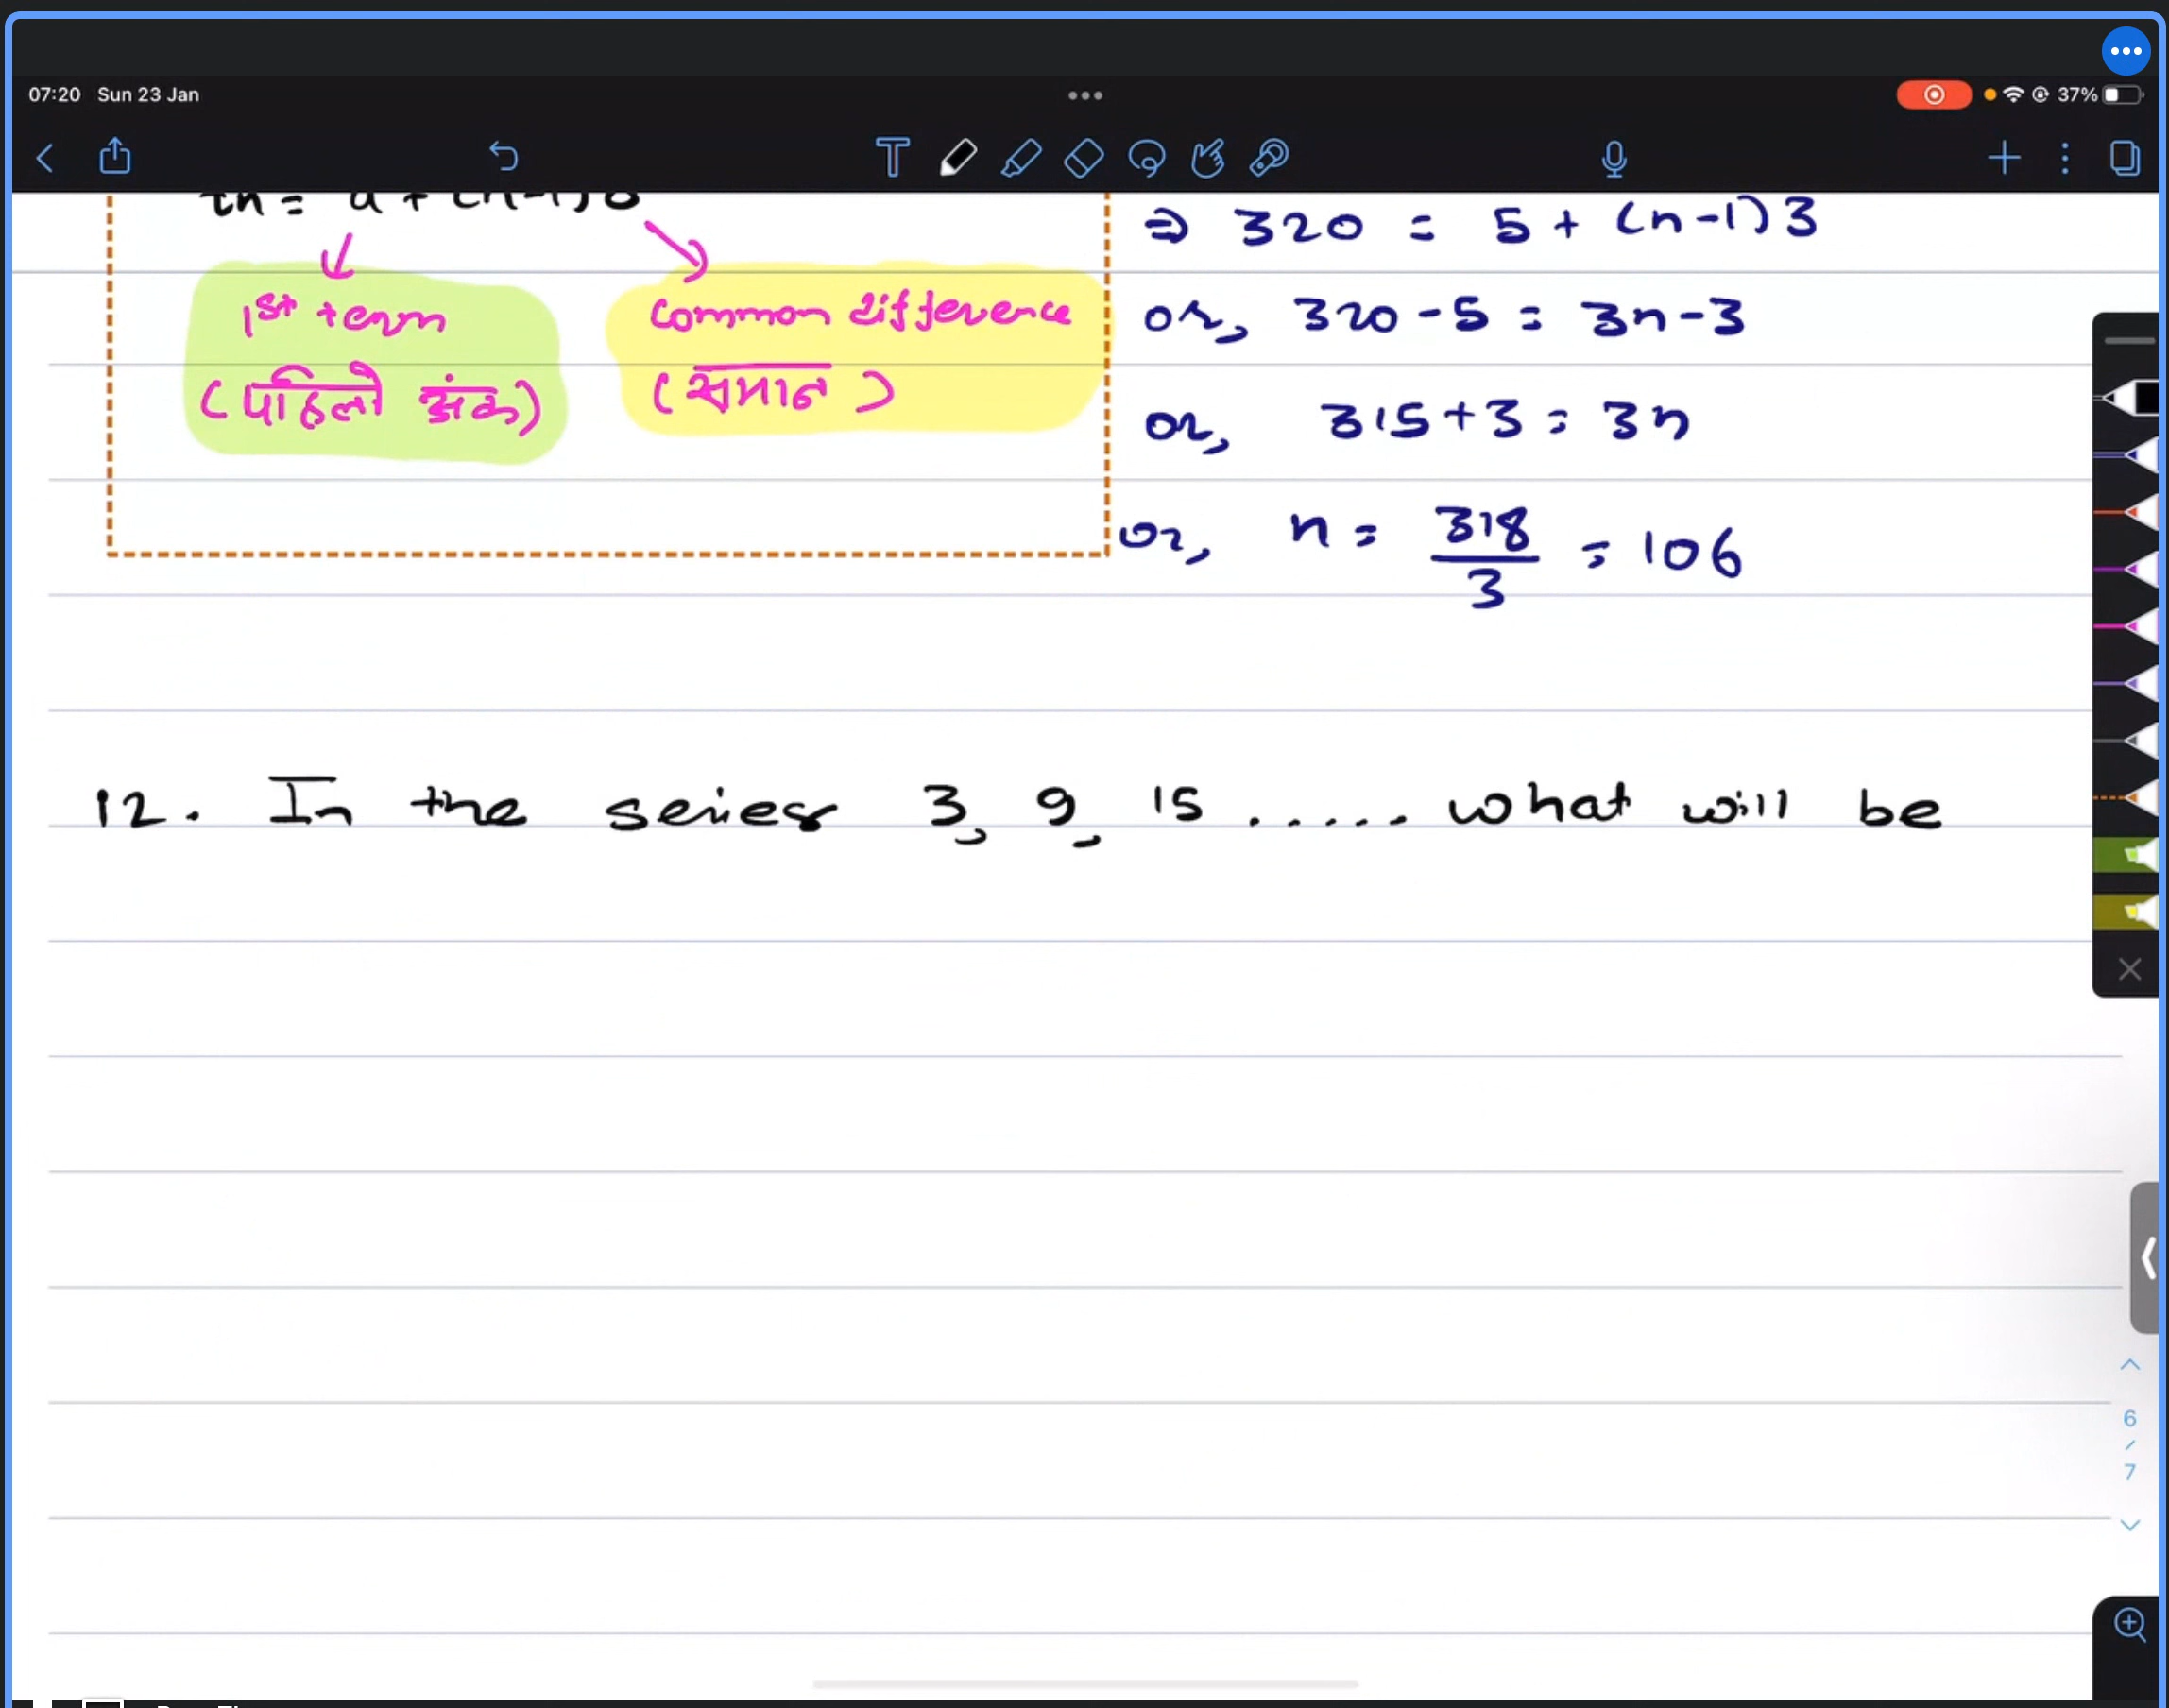 07:20 Sun 23 Jan
37%
tn = a + (n-1)d
1st term
(पहिलो अंक)
common difference
(समान)
⇒ 320 = 5 + (n-1)3
or, 320-5 = 3n-3
or, 315+3 = 3n
or, n = 318/3 = 106
12. In the series 3, 9, 15 ..... what will be
6
/
7